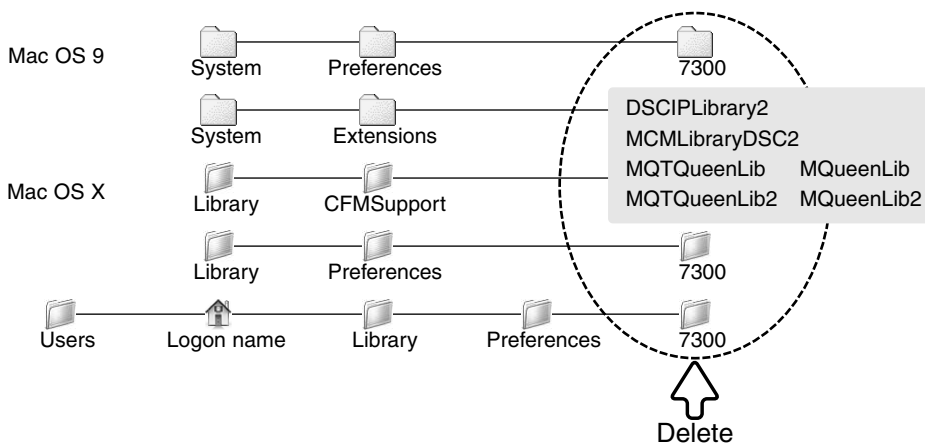 Mac OS 9
System Preferences 7300
System Extensions
DSCIPLibrary2
MCMLibraryDSC2
MQTQueenLib MQueenLib
MQTQueenLib2 MQueenLib2
Mac OS X
Library CFMSupport
Library Preferences 7300
Users Logon name Library Preferences 7300
Delete